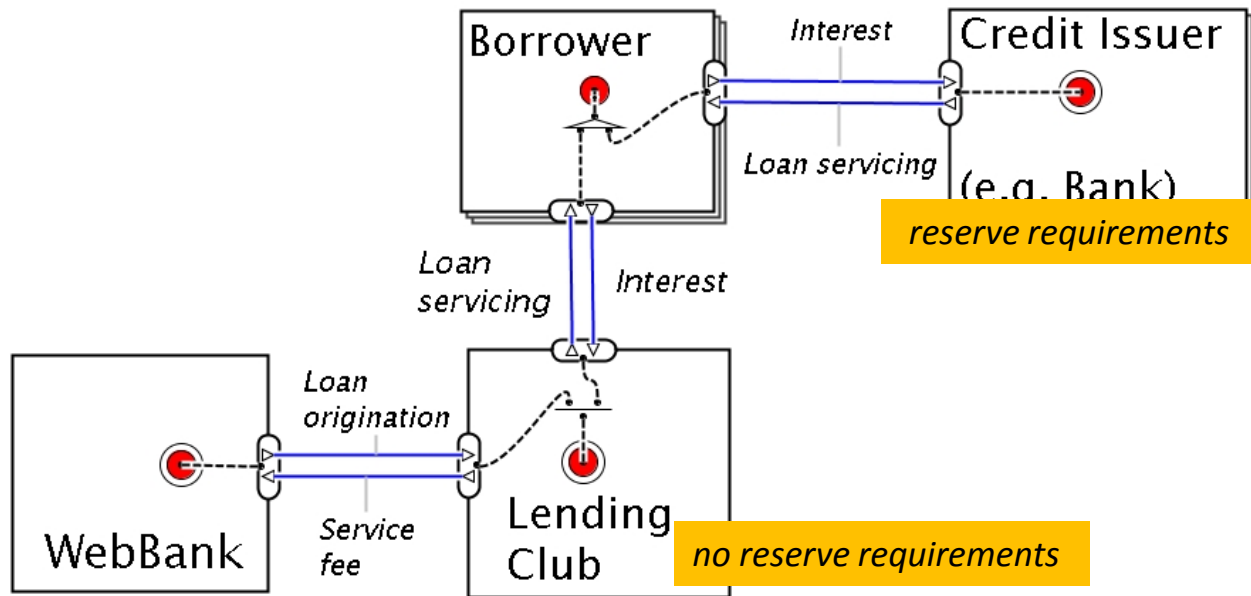 Borrower
Interest
Credit Issuer
Loan servicing
(e.g. Bank)
reserve requirements
Loan
servicing
Interest
Loan
origination
Service
fee
WebBank
Lending
Club
no reserve requirements